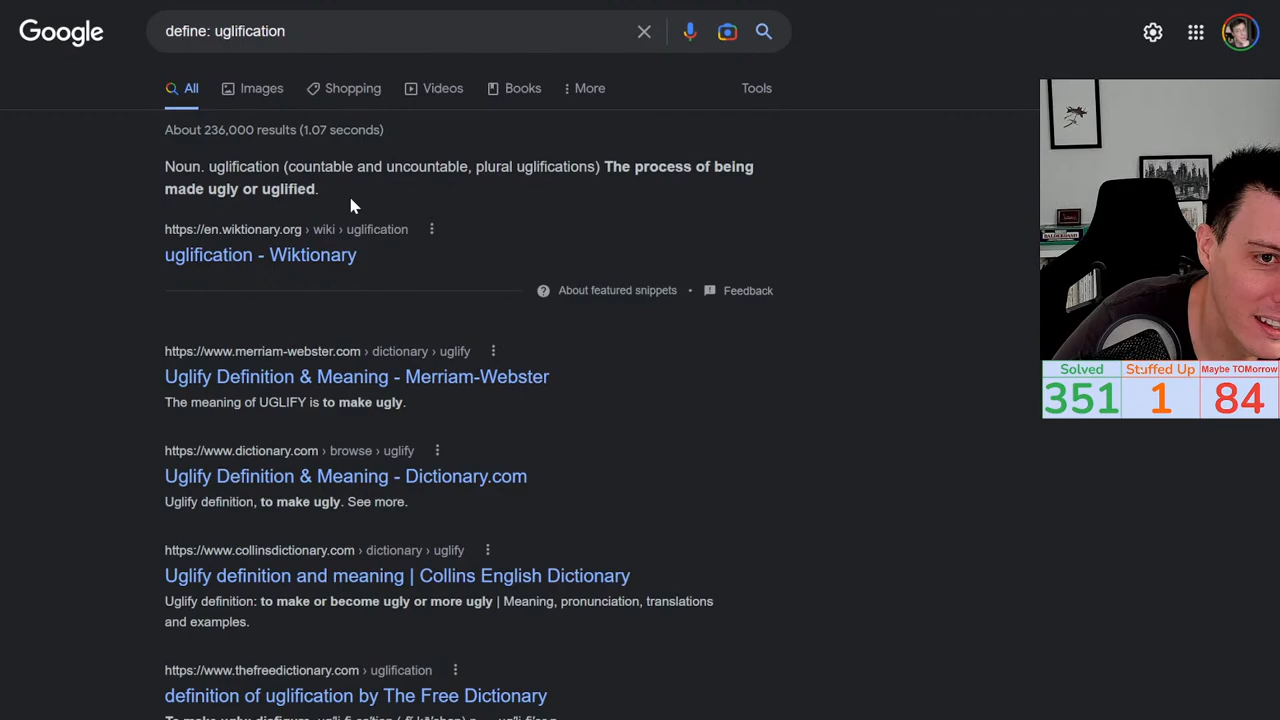 Google
define: uglification
All
Images
Shopping
Videos
Books
More
Tools
About 236,000 results (1.07 seconds)
Noun. uglification (countable and uncountable, plural uglifications) The process of being
made ugly or uglified.
https://en.wiktionary.org › wiki › uglification
uglification - Wiktionary
About featured snippets • Feedback
https://www.merriam-webster.com › dictionary › uglify
Uglify Definition & Meaning - Merriam-Webster
The meaning of UGLIFY is to make ugly.
https://www.dictionary.com › browse › uglify
Uglify Definition & Meaning - Dictionary.com
Uglify definition, to make ugly. See more.
https://www.collinsdictionary.com › dictionary › uglify
Uglify definition and meaning | Collins English Dictionary
Uglify definition: to make or become ugly or more ugly | Meaning, pronunciation, translations
and examples.
https://www.thefreedictionary.com › uglification
definition of uglification by The Free Dictionary
Solved
Stuffed Up
Maybe TOMorrow
351
1
84